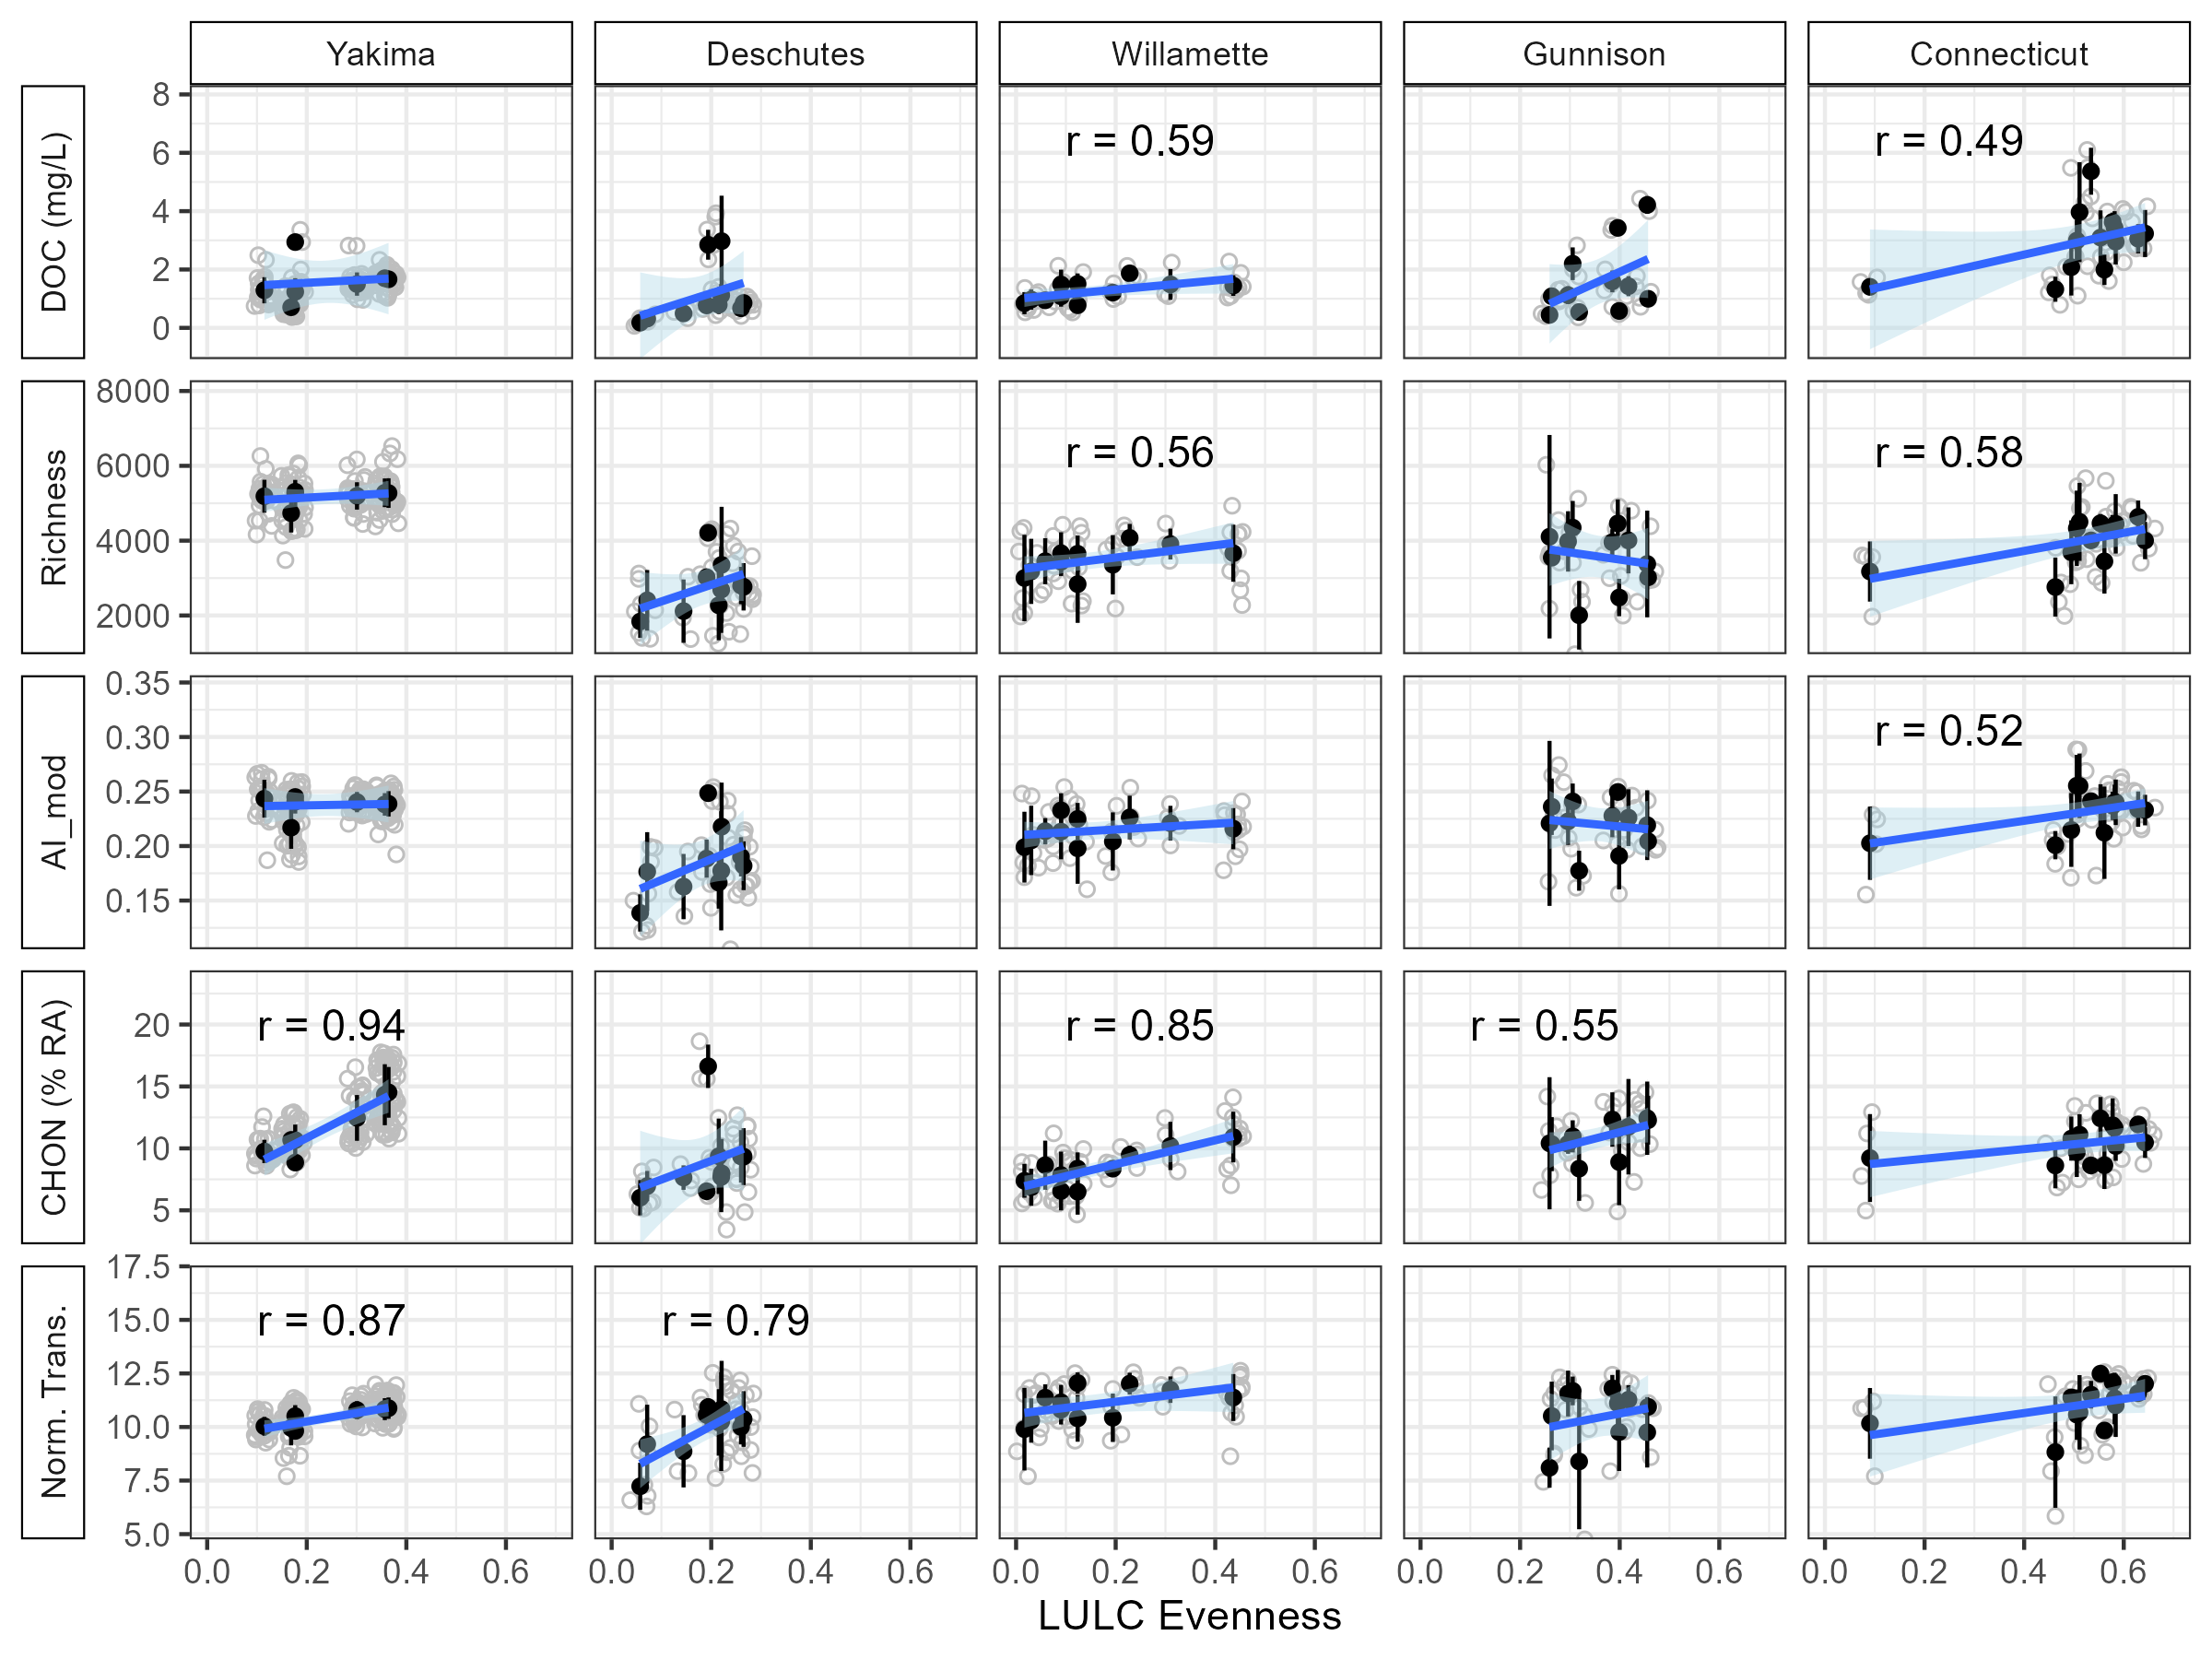 Yakima Deschutes Willamette Gunnison Connecticut
DOC (mg/L)
8
6
4
2
0
r = 0.59
r = 0.49
Richness
8000
6000
4000
2000
r = 0.56
r = 0.58
AI_mod
0.35
0.30
0.25
0.20
0.15
r = 0.52
CHON (% RA)
20
15
10
5
r = 0.94
r = 0.85
r = 0.55
Norm. Trans.
17.5
15.0
12.5
10.0
7.5
5.0
r = 0.87
r = 0.79
0.0 0.2 0.4 0.6 0.0 0.2 0.4 0.6 0.0 0.2 0.4 0.6 0.0 0.2 0.4 0.6 0.0 0.2 0.4 0.6
LULC Evenness